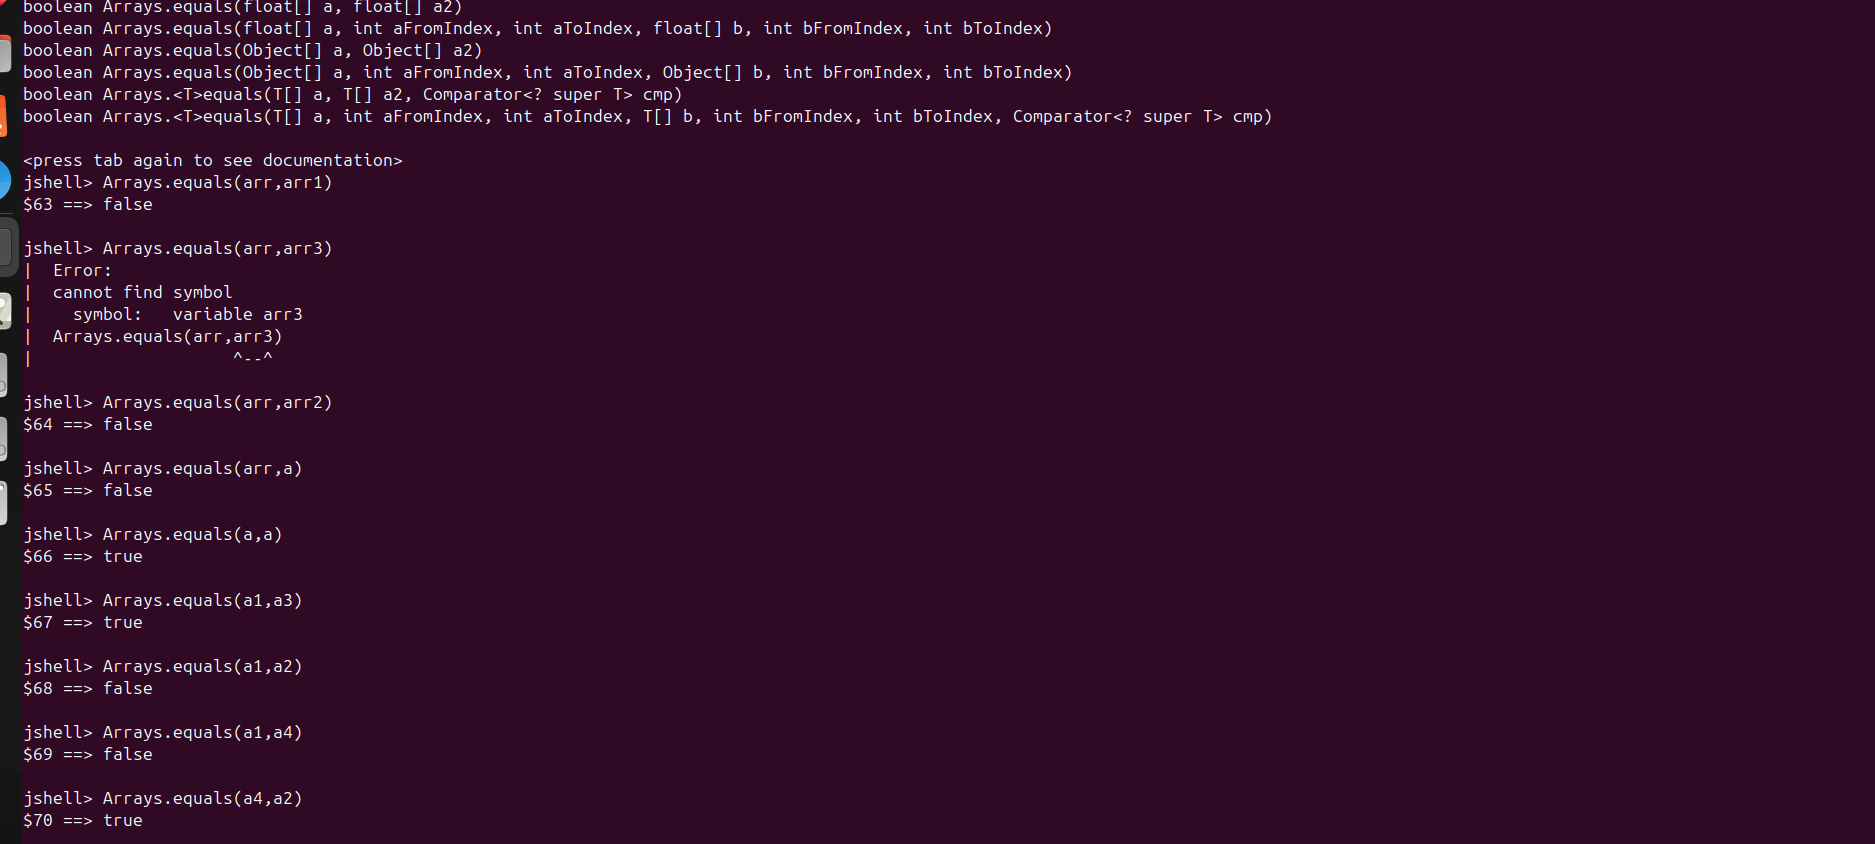 boolean Arrays.equals(float[] a, float[] a2)
boolean Arrays.equals(float[] a, int aFromIndex, int aToIndex, float[] b, int bFromIndex, int bToIndex)
boolean Arrays.equals(Object[] a, Object[] a2)
boolean Arrays.equals(Object[] a, int aFromIndex, int aToIndex, Object[] b, int bFromIndex, int bToIndex)
boolean Arrays.<T>equals(T[] a, T[] a2, Comparator<? super T> cmp)
boolean Arrays.<T>equals(T[] a, int aFromIndex, int aToIndex, T[] b, int bFromIndex, int bToIndex, Comparator<? super T> cmp)

<press tab again to see documentation>
jshell> Arrays.equals(arr,arr1)
$63 ==> false

jshell> Arrays.equals(arr,arr3)
|  Error:
|  cannot find symbol
|    symbol:   variable arr3
|  Arrays.equals(arr,arr3)
|                    ^--^

jshell> Arrays.equals(arr,arr2)
$64 ==> false

jshell> Arrays.equals(arr,a)
$65 ==> false

jshell> Arrays.equals(a,a)
$66 ==> true

jshell> Arrays.equals(a1,a3)
$67 ==> true

jshell> Arrays.equals(a1,a2)
$68 ==> false

jshell> Arrays.equals(a1,a4)
$69 ==> false

jshell> Arrays.equals(a4,a2)
$70 ==> true